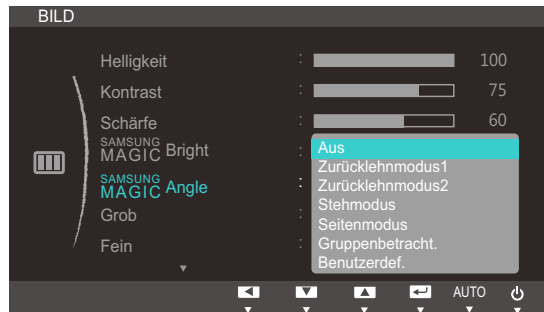 BILD
Helligkeit : 100
Kontrast : 75
Schärfe : 60
SAMSUNG
MAGIC Bright :
SAMSUNG
MAGIC Angle :
Grob :
Fein :
Aus
Zurücklehnmodus1
Zurücklehnmodus2
Stehmodus
Seitenmodus
Gruppenbetracht.
Benutzerdef.
AUTO